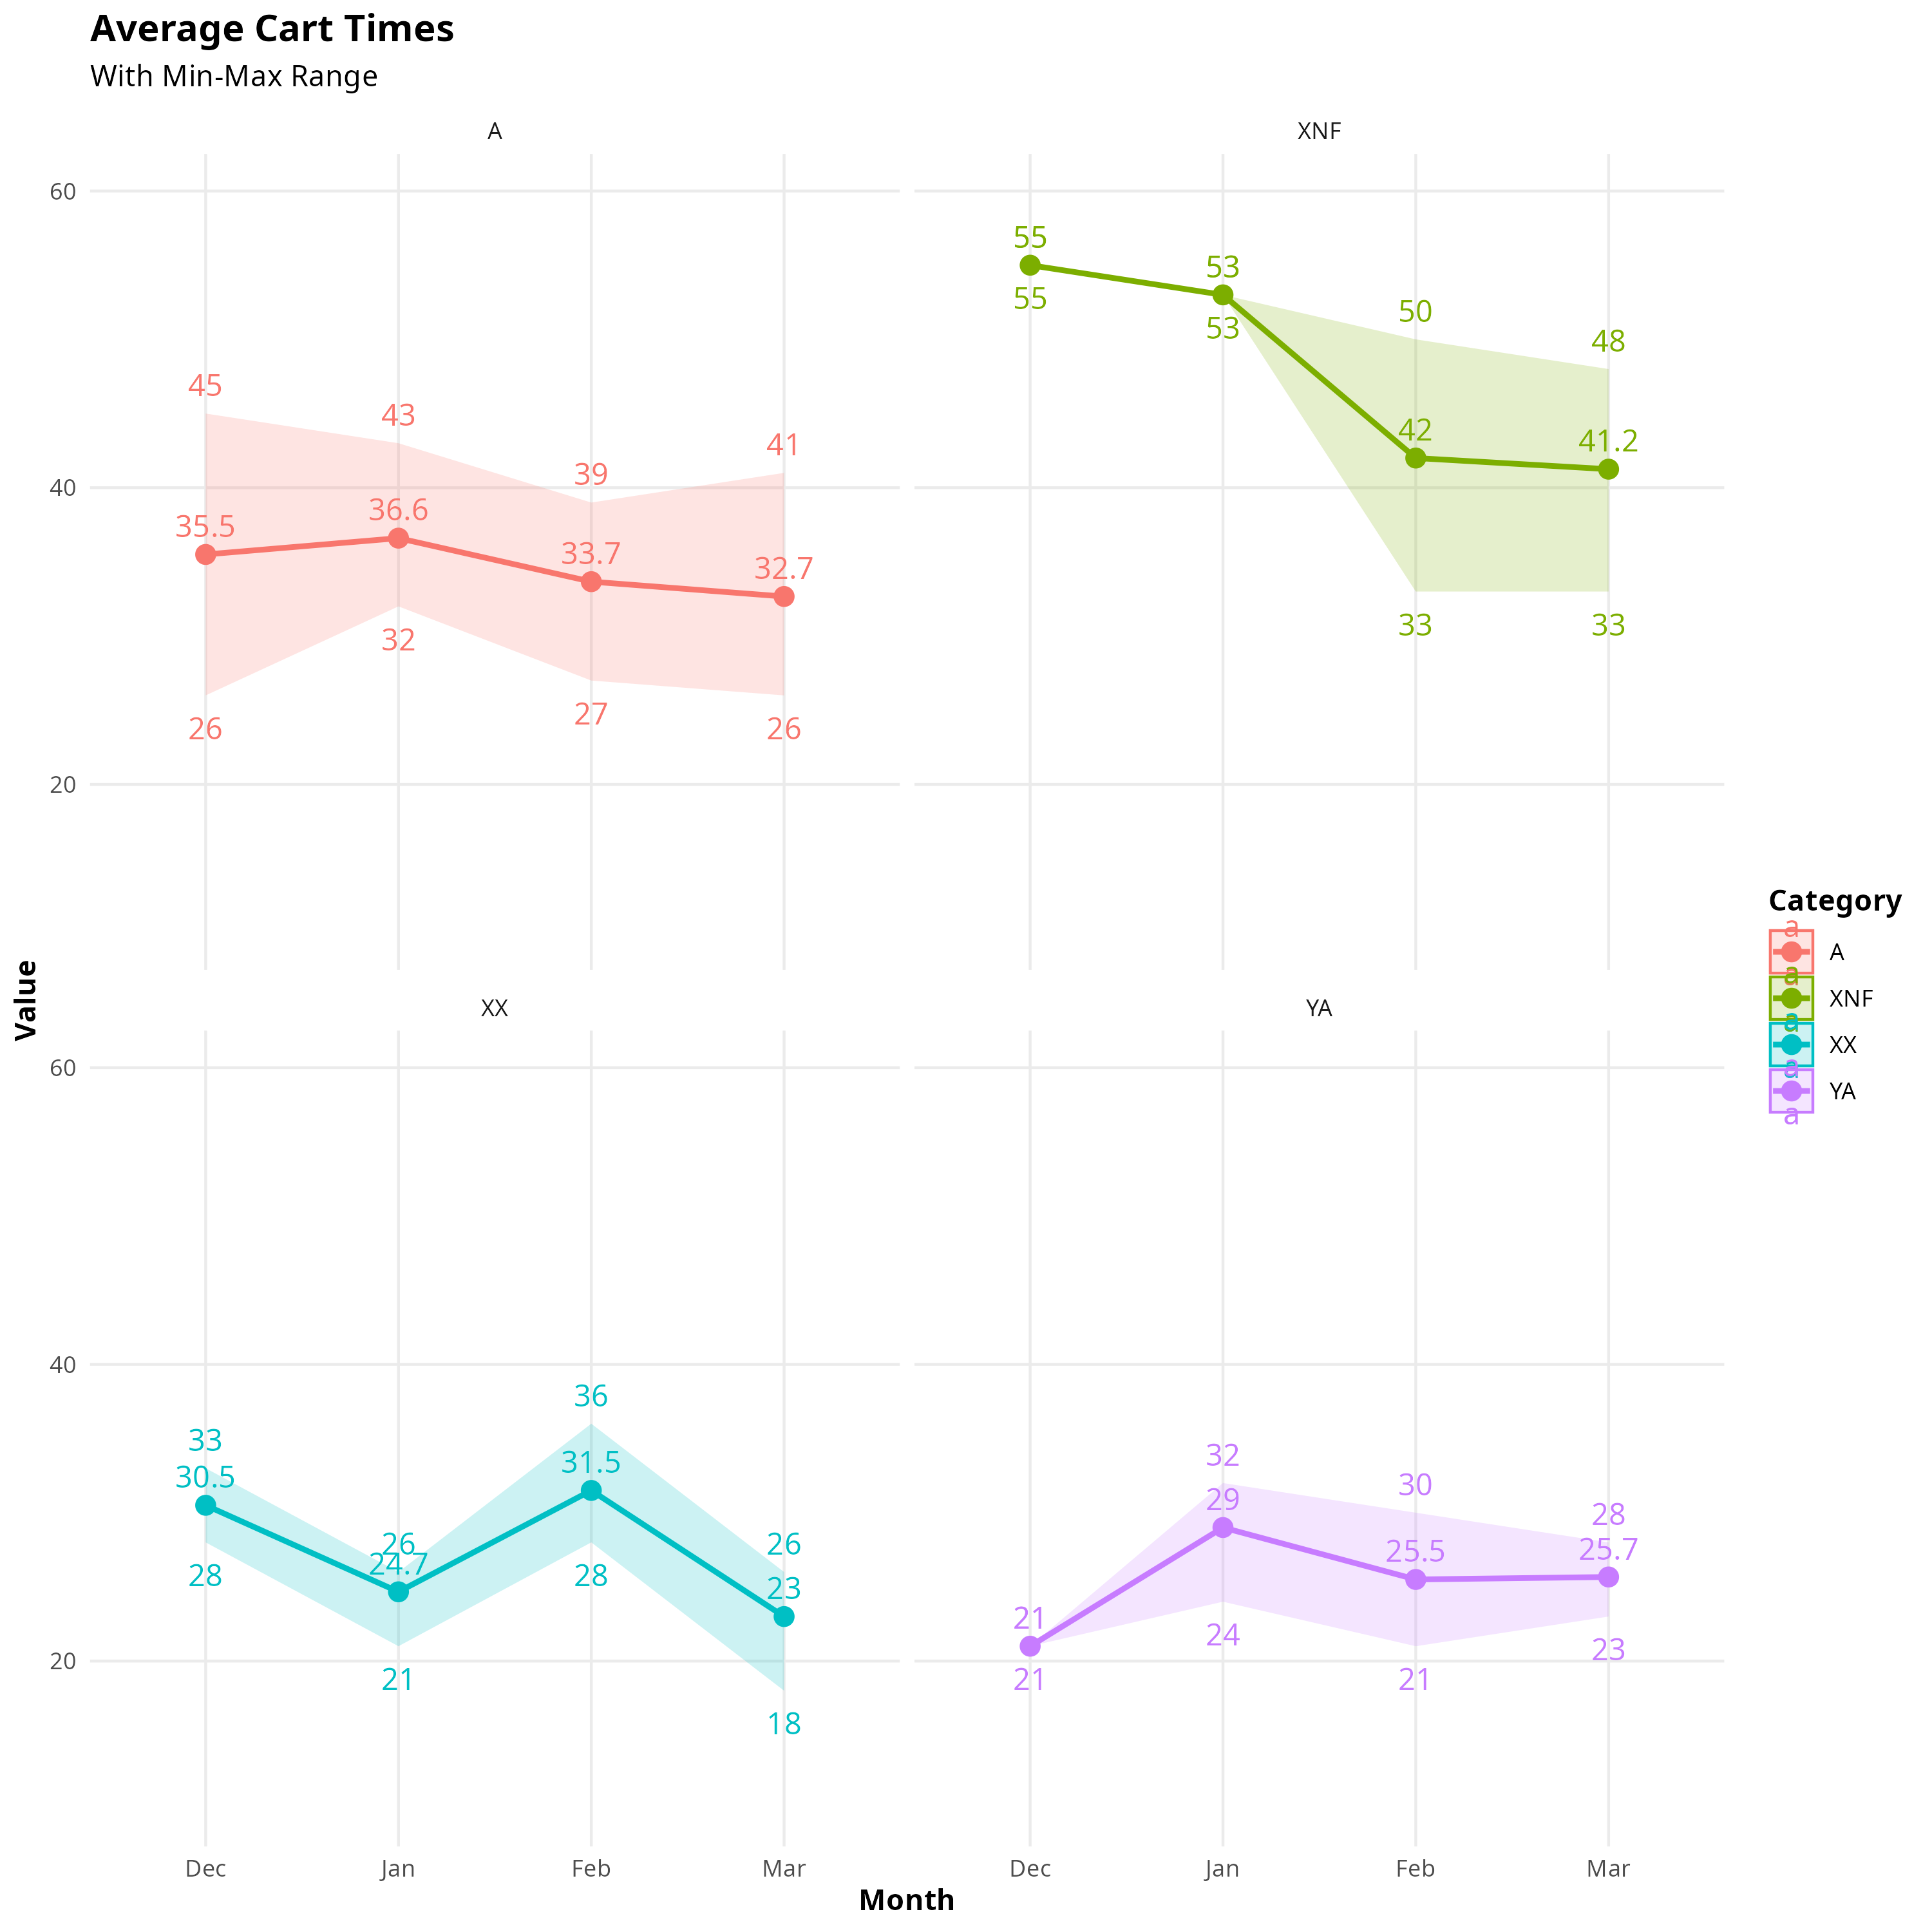 Average Cart Times
With Min-Max Range
A
XNF
60
40
20
45
43
39
41
35.5
36.6
33.7
32.7
26
32
27
26
55
53
50
48
55
53
42
41.2
33
33
Value
XX
YA
60
40
20
33
26
36
26
30.5
24.7
31.5
23
28
21
28
18
32
30
28
21
29
25.5
25.7
21
24
21
23
Dec
Jan
Feb
Mar
Dec
Jan
Feb
Mar
Month
Category
a
A
a
XNF
a
XX
a
YA
a